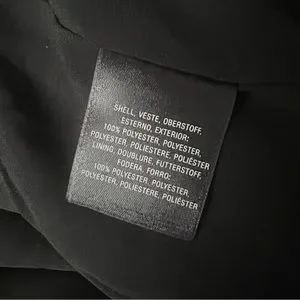 SHELL, VESTE, OBERSTOFF,
ESTERNO, EXTERIOR:
100% POLYESTER, POLYESTER,
POLYESTER, POLIESTERE, POLIÉSTER
LINING, DOUBLURE, FUTTERSTOFF,
FODERA, FORRO:
100% POLYESTER, POLYESTER,
POLYESTER, POLIESTERE, POLIÉSTER